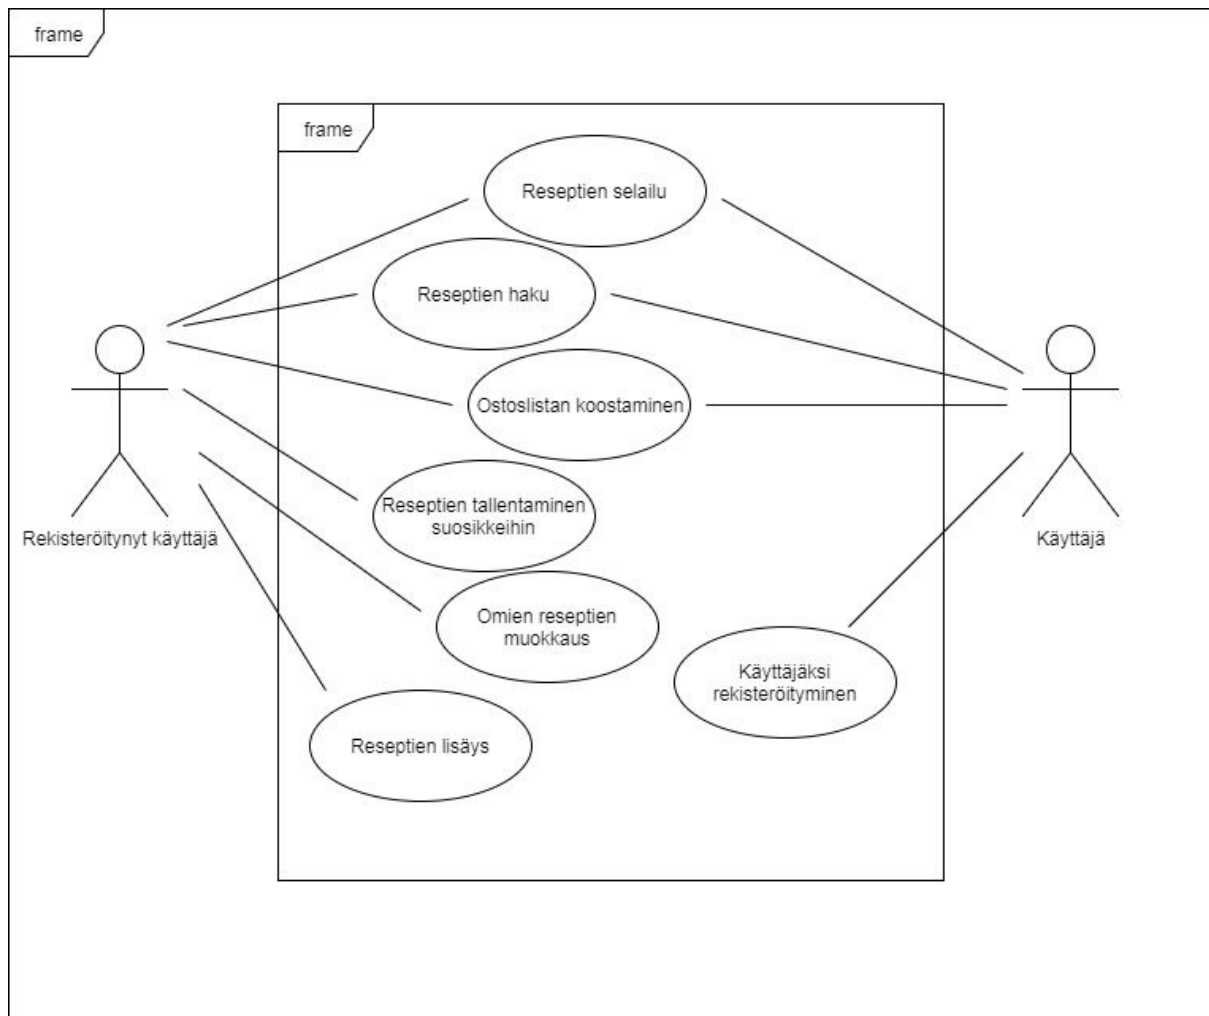 frame
frame
Reseptien selailu
Reseptien haku
Ostoslistan koostaminen
Reseptien tallentaminen
suosikkeihin
Rekisteröitynyt käyttäjä
Käyttäjä
Omien reseptien
muokkaus
Käyttäjäksi
rekisteröityminen
Reseptien lisäys